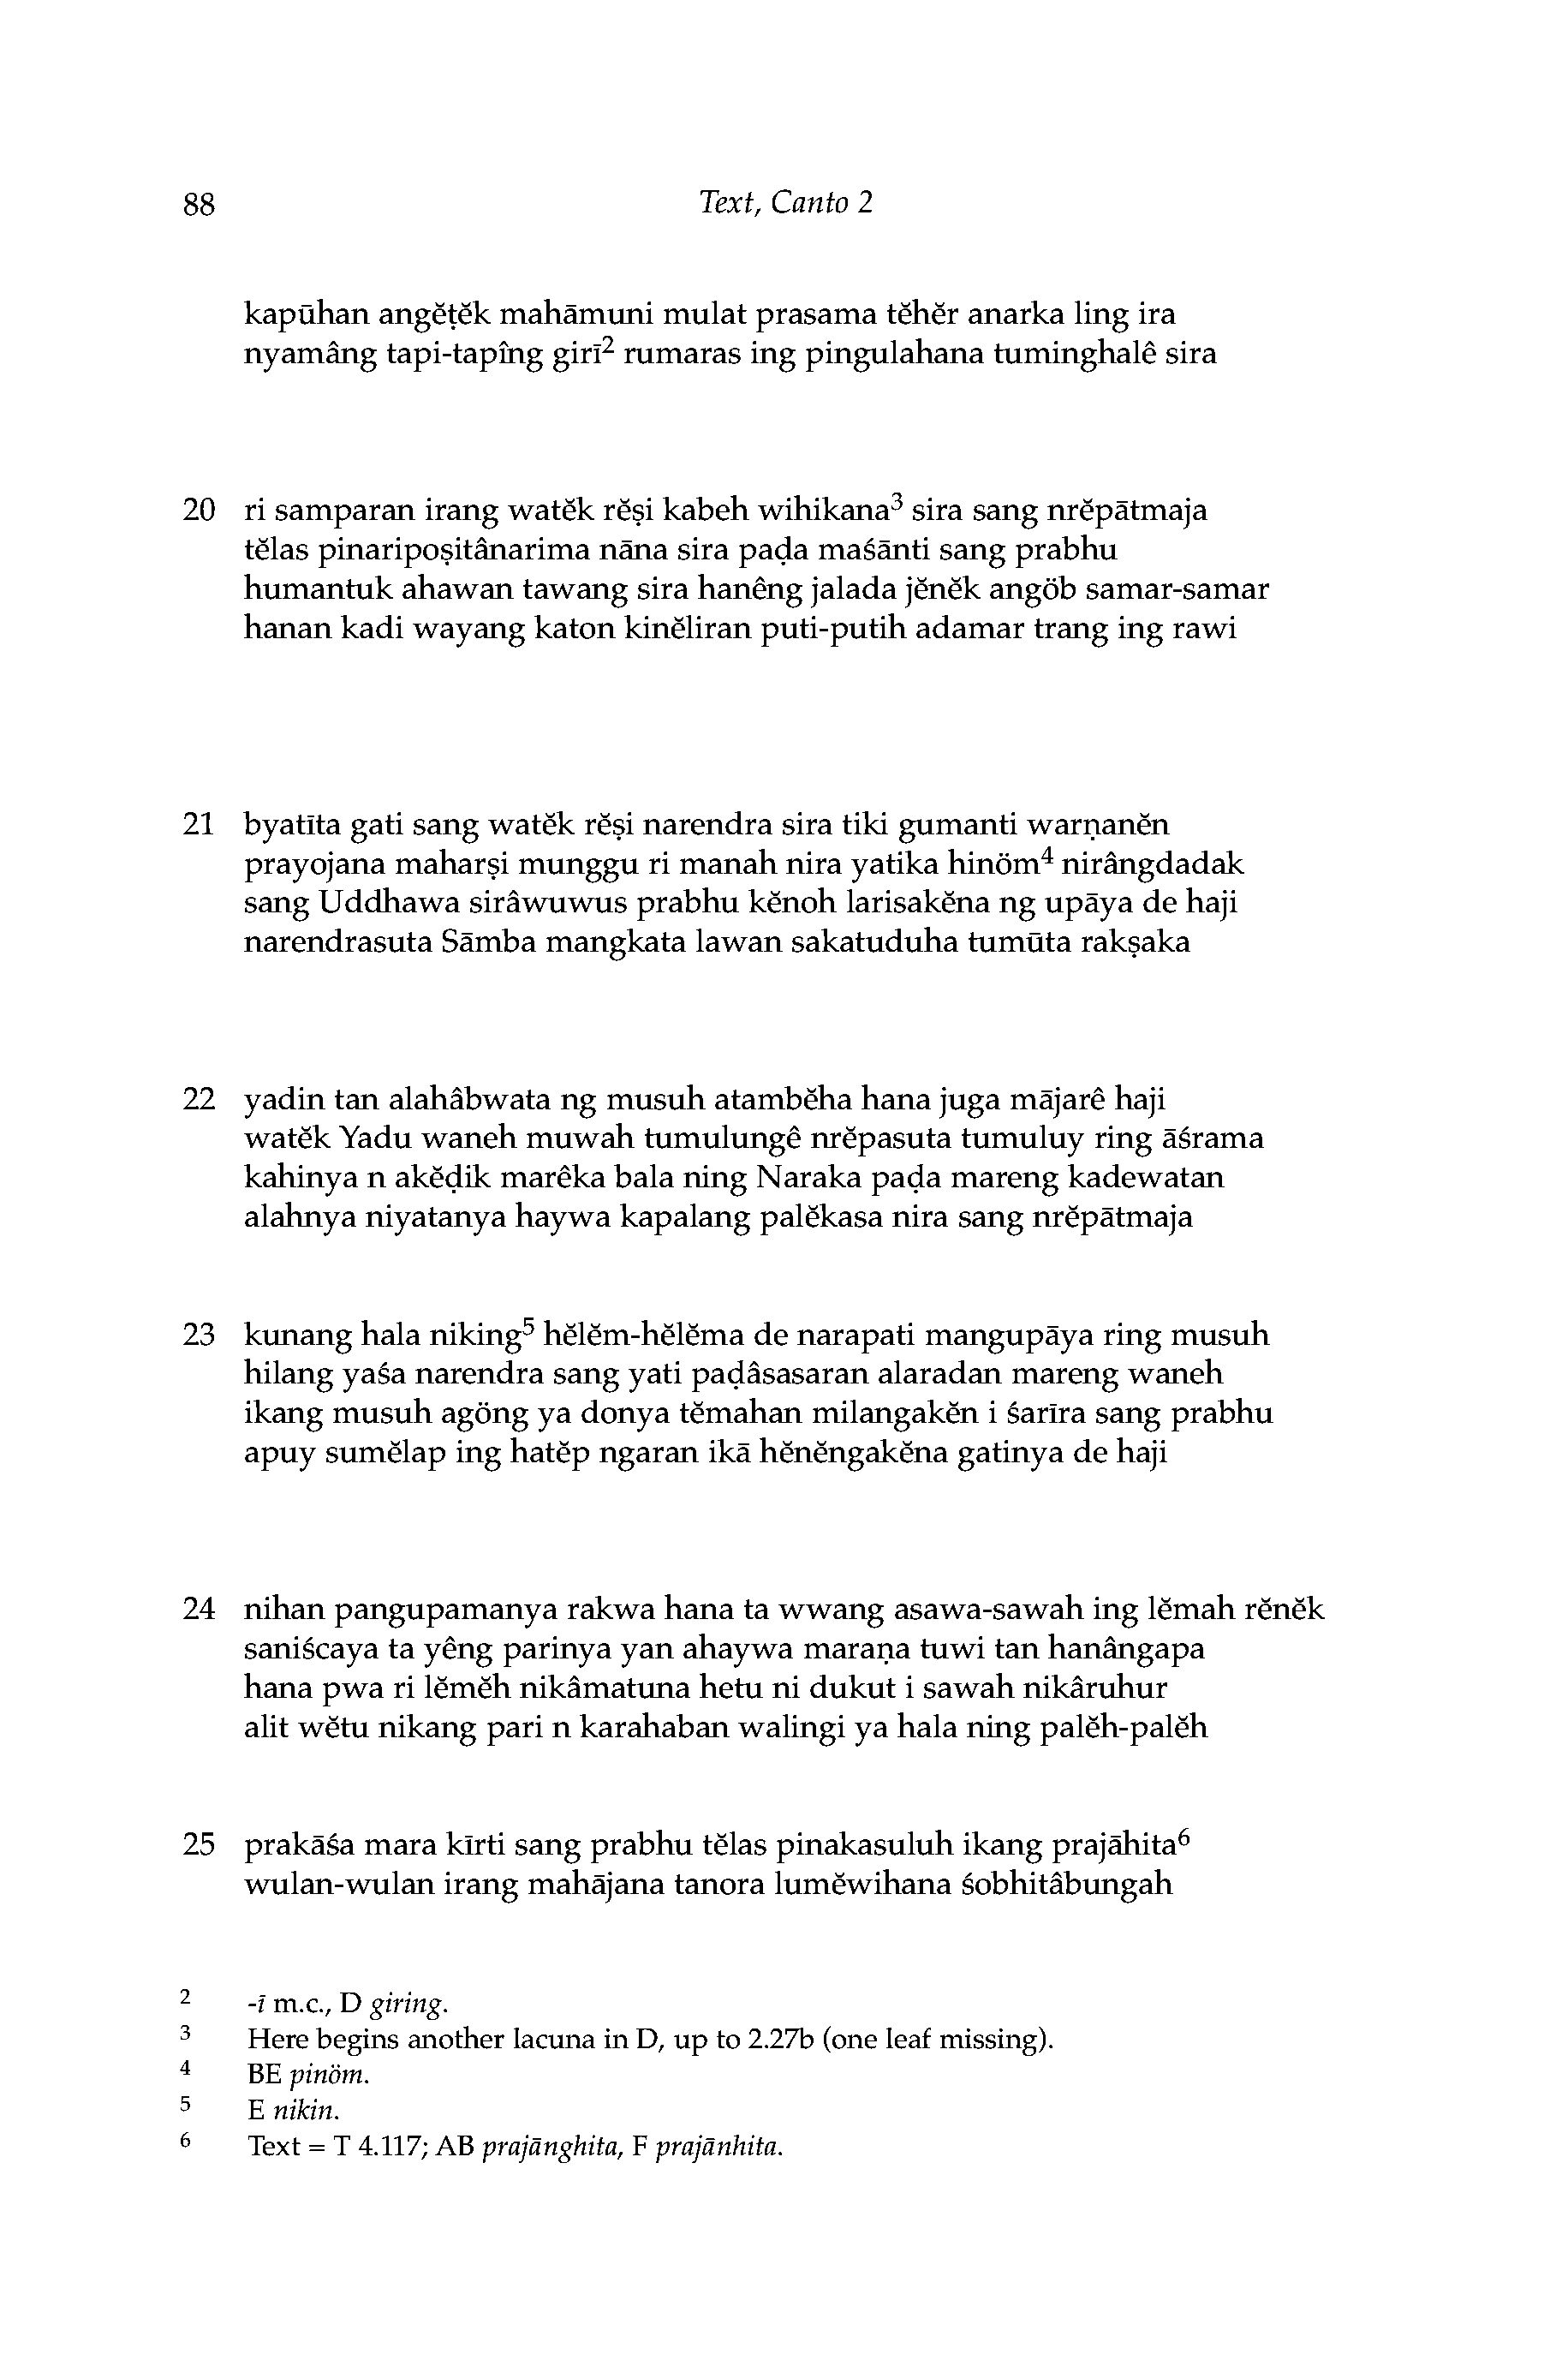 88 Text, Canto 2
kapūhan angĕṭĕk mahāmuni mulat prasama tĕhĕr anarka ling ira
nyamâng tapi-tapîng girī² rumaras ing pingulahana tuminghalê sira
20 ri samparan irang watĕk rĕṣi kabeh wihikana³ sira sang nrĕpātmaja
tĕlas pinaripoṣitânarima nāna sira paḍa maśānti sang prabhu
humantuk ahawan tawang sira hanêng jalada jĕnĕk angöb samar-samar
hanan kadi wayang katon kinĕliran puti-putih adamar trang ing rawi
21 byatīta gati sang watĕk rĕṣi narendra sira tiki gumanti warṇanĕn
prayojana maharṣi munggu ri manah nira yatika hinöm⁴ nirângdadak
sang Uddhawa sirâwuwus prabhu kĕnoh larisakĕna ng upāya de haji
narendrasuta Sāmba mangkata lawan sakatuduha tumūta rakṣaka
22 yadin tan alahâbwata ng musuh atambĕha hana juga mājarê haji
watĕk Yadu waneh muwah tumulungê nrĕpasuta tumuluy ring āśrama
kahinya n akĕḍik marêka bala ning Naraka paḍa mareng kadewatan
alahnya niyatanya haywa kapalang palĕkasa nira sang nrĕpātmaja
23 kunang hala niking⁵ hĕlĕm-hĕlĕma de narapati mangupāya ring musuh
hilang yaśa narendra sang yati paḍâsasaran alaradan mareng waneh
ikang musuh agöng ya donya tĕmahan milangakĕn i śarīra sang prabhu
apuy sumĕlap ing hatĕp ngaran ikā hĕnĕngakĕna gatinya de haji
24 nihan pangupamanya rakwa hana ta wwang asawa-sawah ing lĕmah rĕnĕk
saniścaya ta yêng parinya yan ahaywa maraṇa tuwi tan hanângapa
hana pwa ri lĕmĕh nikâmatuna hetu ni dukut i sawah nikâruhur
alit wĕtu nikang pari n karahaban walingi ya hala ning palĕh-palĕh
25 prakāśa mara kīrti sang prabhu tĕlas pinakasuluh ikang prajāhita⁶
wulan-wulan irang mahājana tanora lumĕwihana śobhitâbungah
² -ī m.c., D giring.
³ Here begins another lacuna in D, up to 2.27b (one leaf missing).
⁴ BE pinöm.
⁵ E nikin.
⁶ Text = T 4.117; AB prajānghita, F prajānhita.